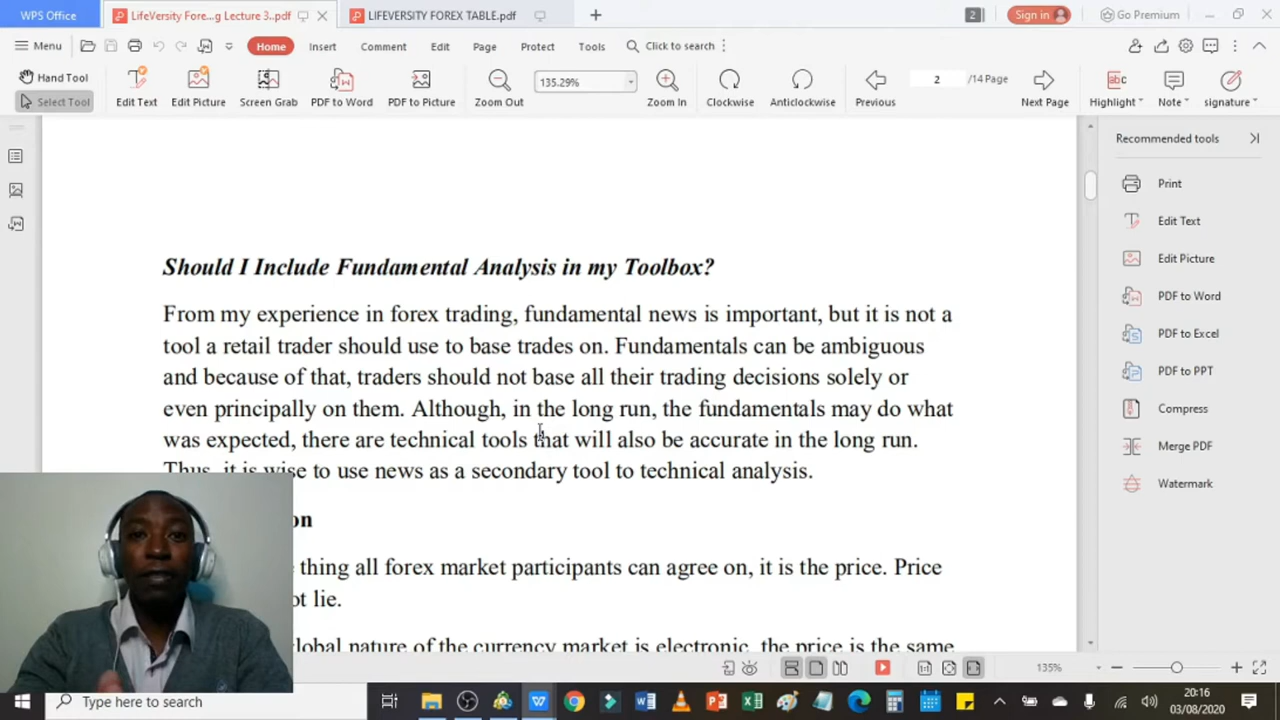 WPS Office
LifeVersity Fore...g Lecture 3..pdf
LIFEVERSITY FOREX TABLE.pdf
2
Sign in
Go Premium
Menu
Home
Insert
Comment
Edit
Page
Protect
Tools
Click to search
Hand Tool
Select Tool
Edit Text
Edit Picture
Screen Grab
PDF to Word
PDF to Picture
Zoom Out
135.29%
Zoom In
Clockwise
Anticlockwise
Previous
2
/14 Page
Next Page
Highlight
Note
signature
Should I Include Fundamental Analysis in my Toolbox?
From my experience in forex trading, fundamental news is important, but it is not a
tool a retail trader should use to base trades on. Fundamentals can be ambiguous
and because of that, traders should not base all their trading decisions solely or
even principally on them. Although, in the long run, the fundamentals may do what
was expected, there are technical tools that will also be accurate in the long run.
Thus, it is wise to use news as a secondary tool to technical analysis.
on
thing all forex market participants can agree on, it is the price. Price
ot lie.
lobal nature of the currency market is electronic, the price is the same
Recommended tools
Print
Edit Text
Edit Picture
PDF to Word
PDF to Excel
PDF to PPT
Compress
Merge PDF
Watermark
135%
Type here to search
20:16
03/08/2020